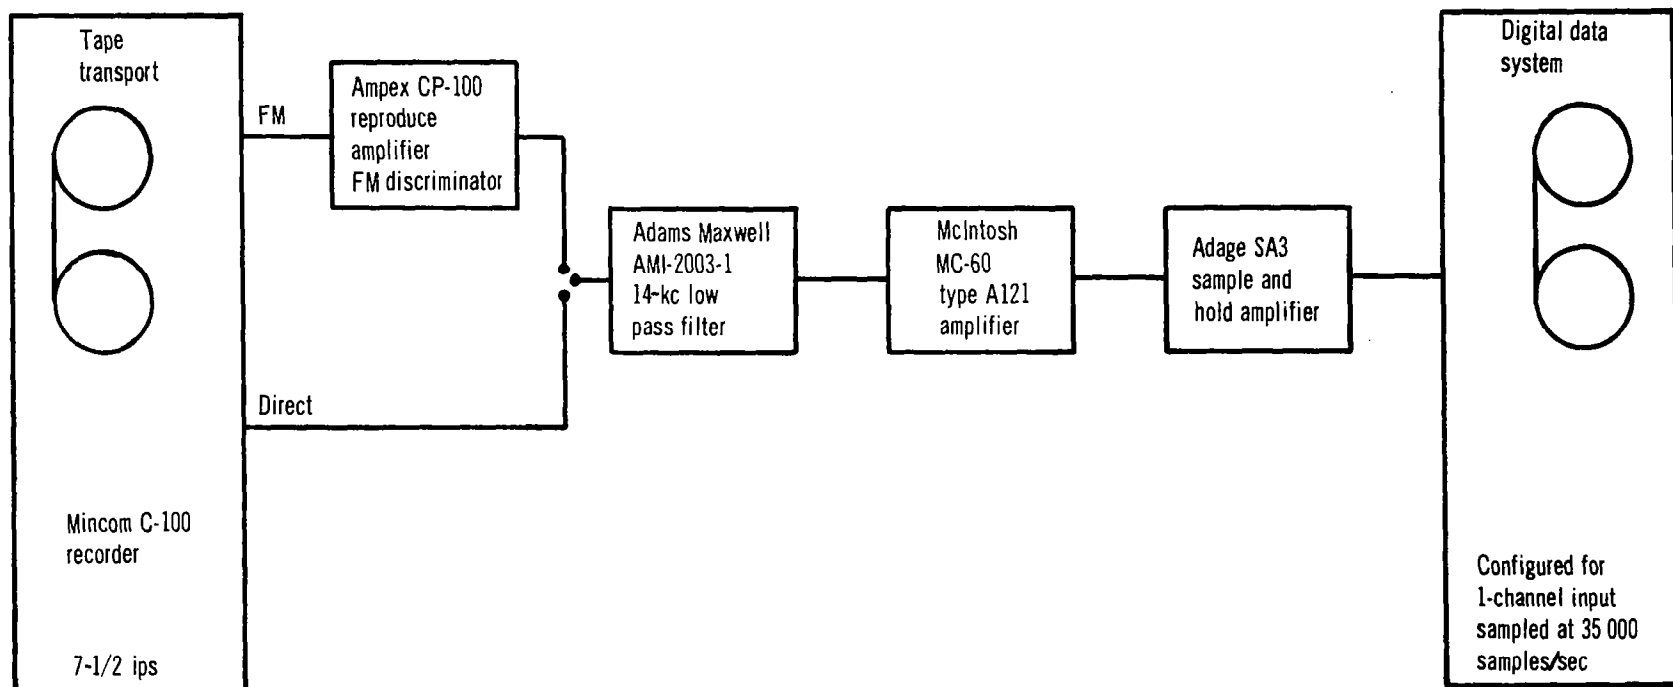 Tape
transport
Mincom C-100
recorder
7-1/2 ips
FM
Direct
Ampex CP-100
reproduce
amplifier
FM discriminator
Adams Maxwell
AMI-2003-1
14-kc low
pass filter
McIntosh
MC-60
type A121
amplifier
Adage SA3
sample and
hold amplifier
Digital data
system
Configured for
1-channel input
sampled at 35 000
samples/sec